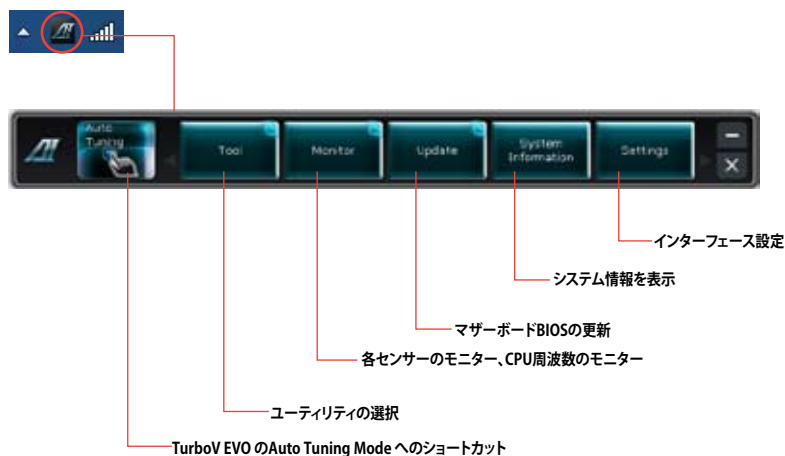 Auto
Tuning
Tool
Monitor
Update
System
Information
Settings
インターフェース設定
システム情報を表示
マザーボードBIOSの更新
各センサーのモニター、CPU周波数のモニター
ユーティリティの選択
TurboV EVO のAuto Tuning Mode へのショートカット